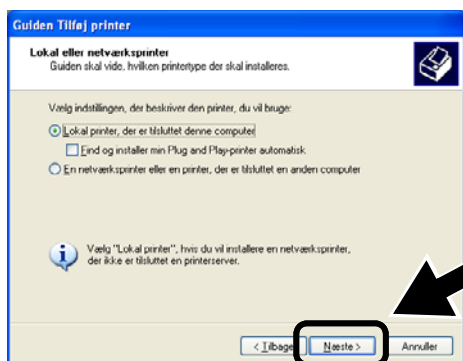 Guiden Tilføj printer
Lokal eller netværksprinter
Guiden skal vide, hvilken printertype der skal installeres.
Vælg indstillingen, der beskriver den printer, du vil bruge:
Lokal printer, der er tilsluttet denne computer
Find og installer min Plug and Play-printer automatisk
En netværksprinter eller en printer, der er tilsluttet en anden computer
Vælg "Lokal printer", hvis du vil installere en netværksprinter,
der ikke er tilsluttet en printerserver.
< Tilbage Næste > Annuller